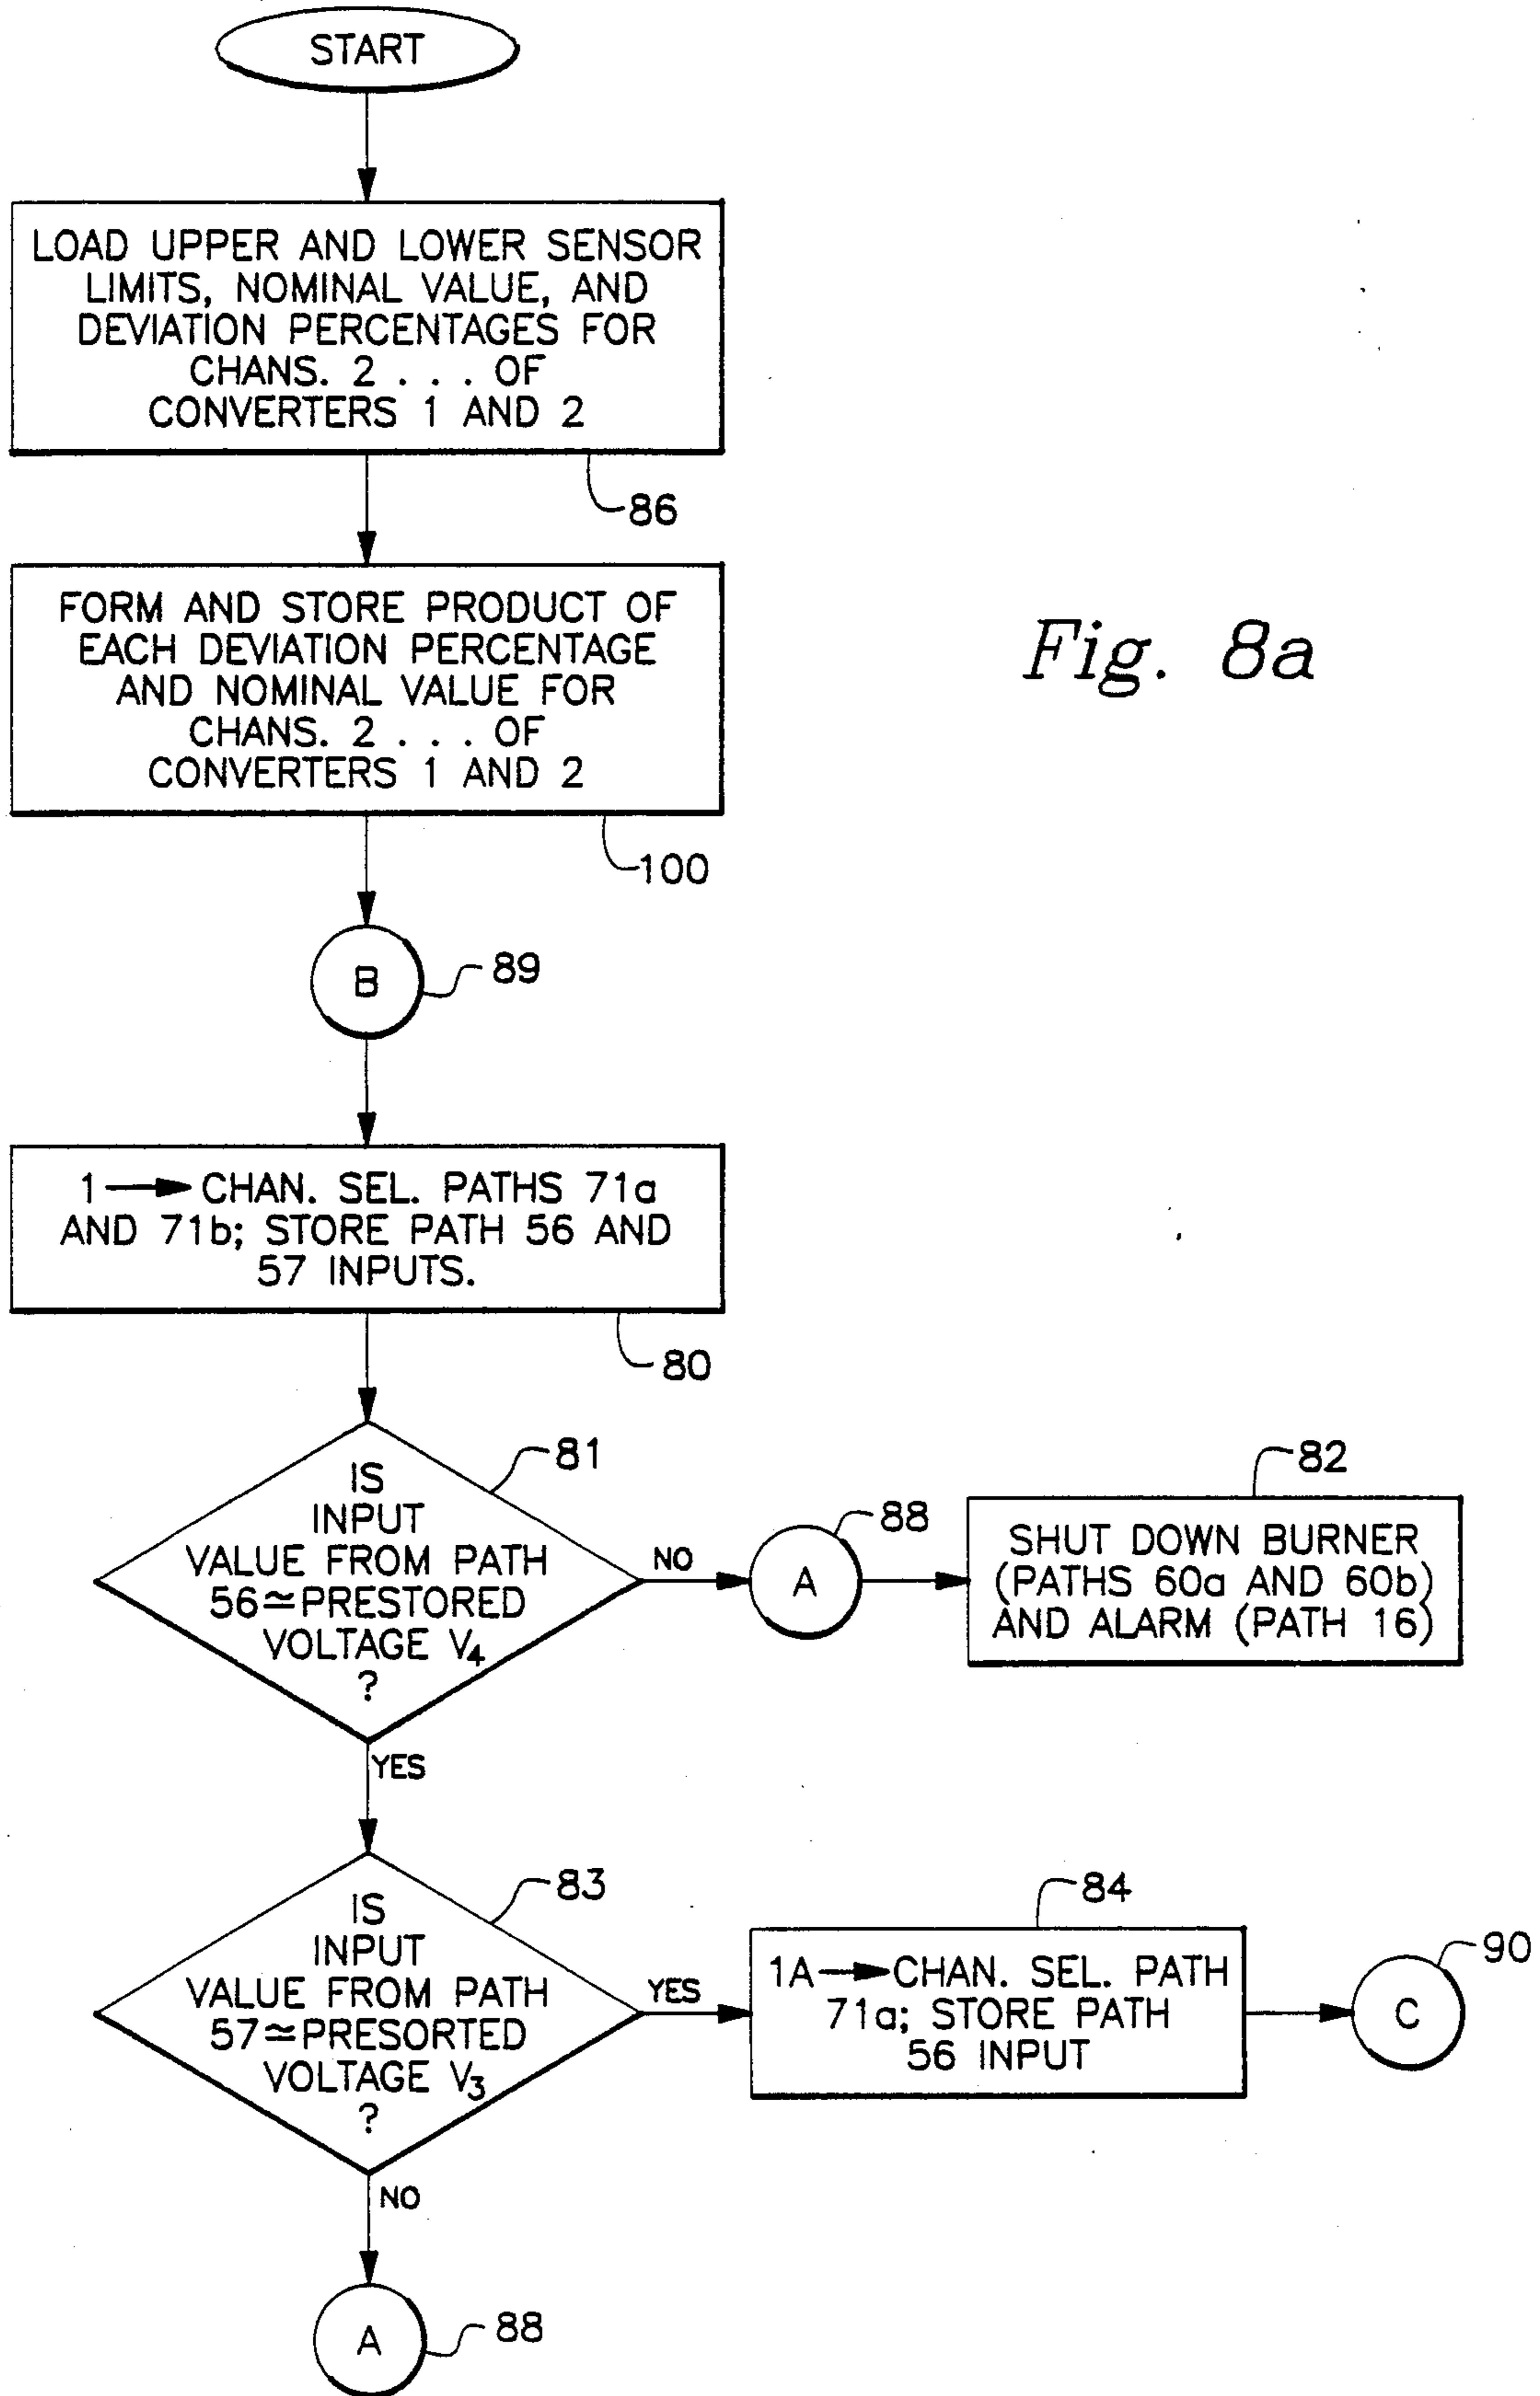 START
LOAD UPPER AND LOWER SENSOR
LIMITS, NOMINAL VALUE, AND
DEVIATION PERCENTAGES FOR
CHANS. 2 . . . OF
CONVERTERS 1 AND 2
86
FORM AND STORE PRODUCT OF
EACH DEVIATION PERCENTAGE
AND NOMINAL VALUE FOR
CHANS. 2 . . . OF
CONVERTERS 1 AND 2
100
Fig. 8a
B
89
1→CHAN. SEL. PATHS 71a
AND 71b; STORE PATH 56 AND
57 INPUTS.
80
IS
INPUT
VALUE FROM PATH
56≃PRESTORED
VOLTAGE V₄
?
81
NO
A
88
82
SHUT DOWN BURNER
(PATHS 60a AND 60b)
AND ALARM (PATH 16)
YES
IS
INPUT
VALUE FROM PATH
57≃PRESORTED
VOLTAGE V₃
?
83
YES
84
1A→CHAN. SEL. PATH
71a; STORE PATH
56 INPUT
C
90
NO
A
88